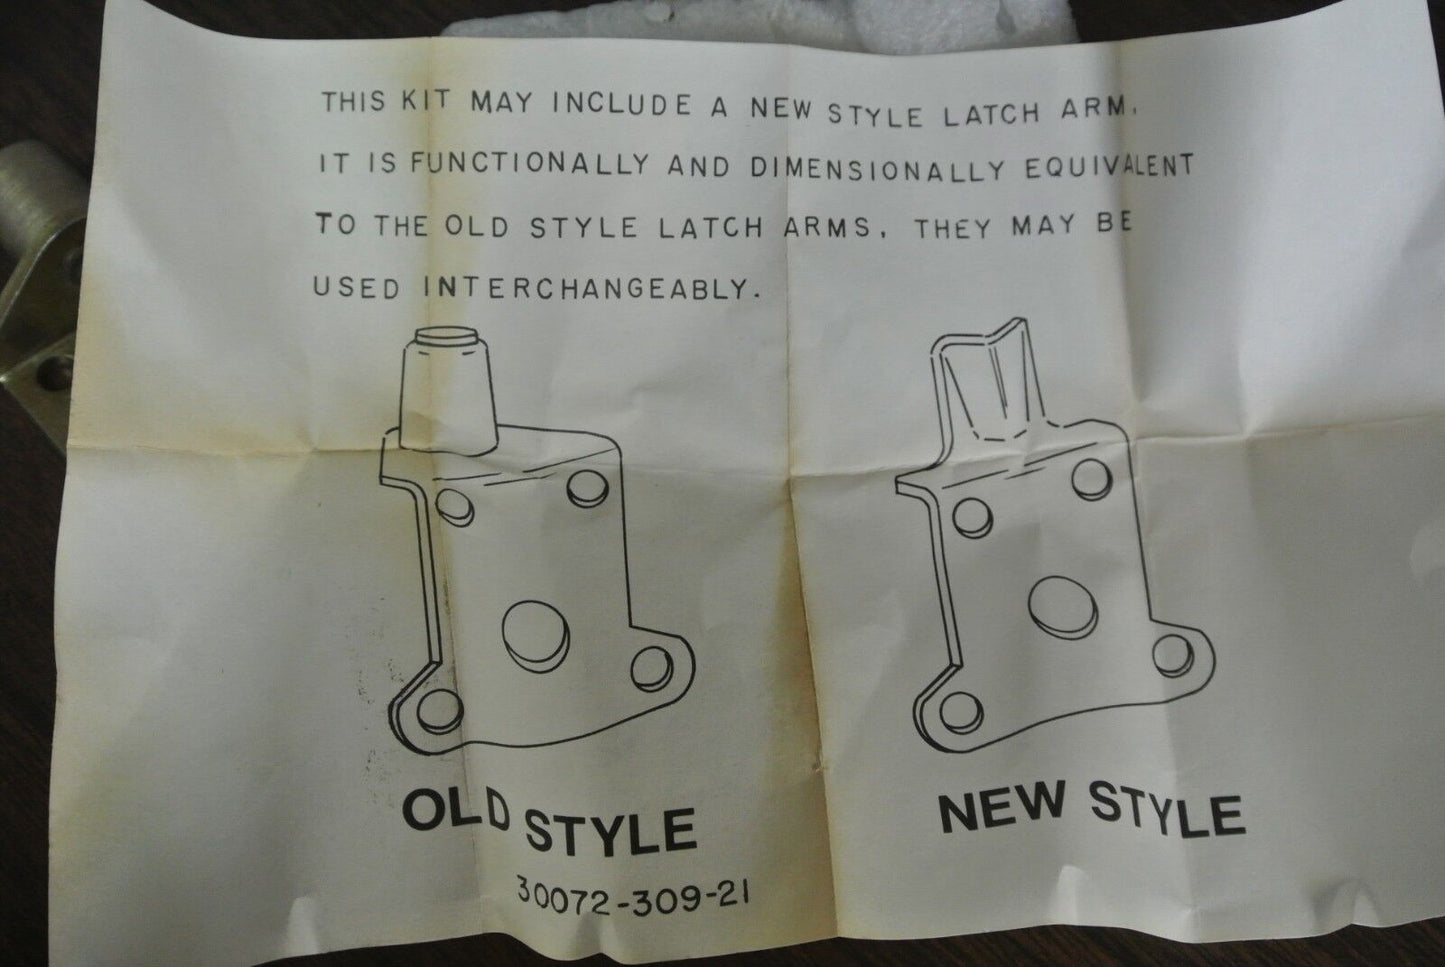 THIS KIT MAY INCLUDE A NEW STYLE LATCH ARM.
IT IS FUNCTIONALLY AND DIMENSIONALLY EQUIVALENT
TO THE OLD STYLE LATCH ARMS. THEY MAY BE
USED INTERCHANGEABLY.
OLD STYLE
NEW STYLE
30072-309-21